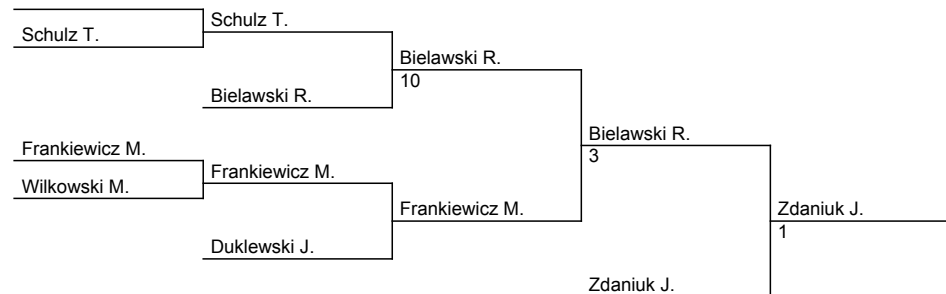 Schulz T.
Schulz T.
Bielawski R.
10
Bielawski R.
Bielawski R.
3
Frankiewicz M.
Frankiewicz M.
Wilkowski M.
Frankiewicz M.
Zdaniuk J.
1
Duklewski J.
Zdaniuk J.